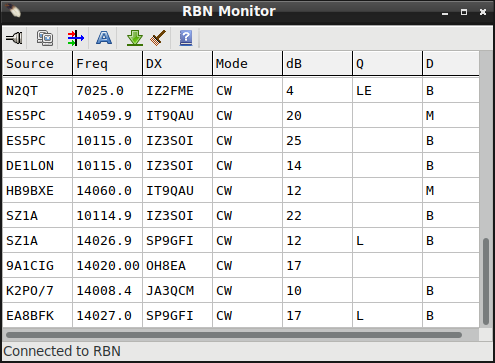 RBN Monitor
Source Freq DX Mode dB Q D
N2QT 7025.0 IZ2FME CW 4 LE B
ES5PC 14059.9 IT9QAU CW 20 M
ES5PC 10115.0 IZ3SOI CW 25 B
DE1LON 10115.0 IZ3SOI CW 14 B
HB9BXE 14060.0 IT9QAU CW 12 M
SZ1A 10114.9 IZ3SOI CW 22 B
SZ1A 14026.9 SP9GFI CW 12 L B
9A1CIG 14020.00 OH8EA CW 17
K2PO/7 14008.4 JA3QCM CW 10 B
EA8BFK 14027.0 SP9GFI CW 17 L B
Connected to RBN